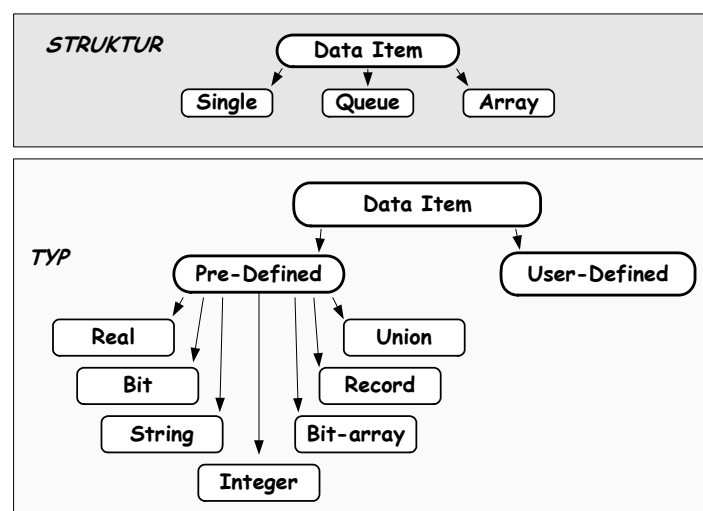 STRUKTUR
Data Item
Single Queue Array
Data Item
TYP
Pre-Defined User-Defined
Real Union
Bit Record
String Bit-array
Integer